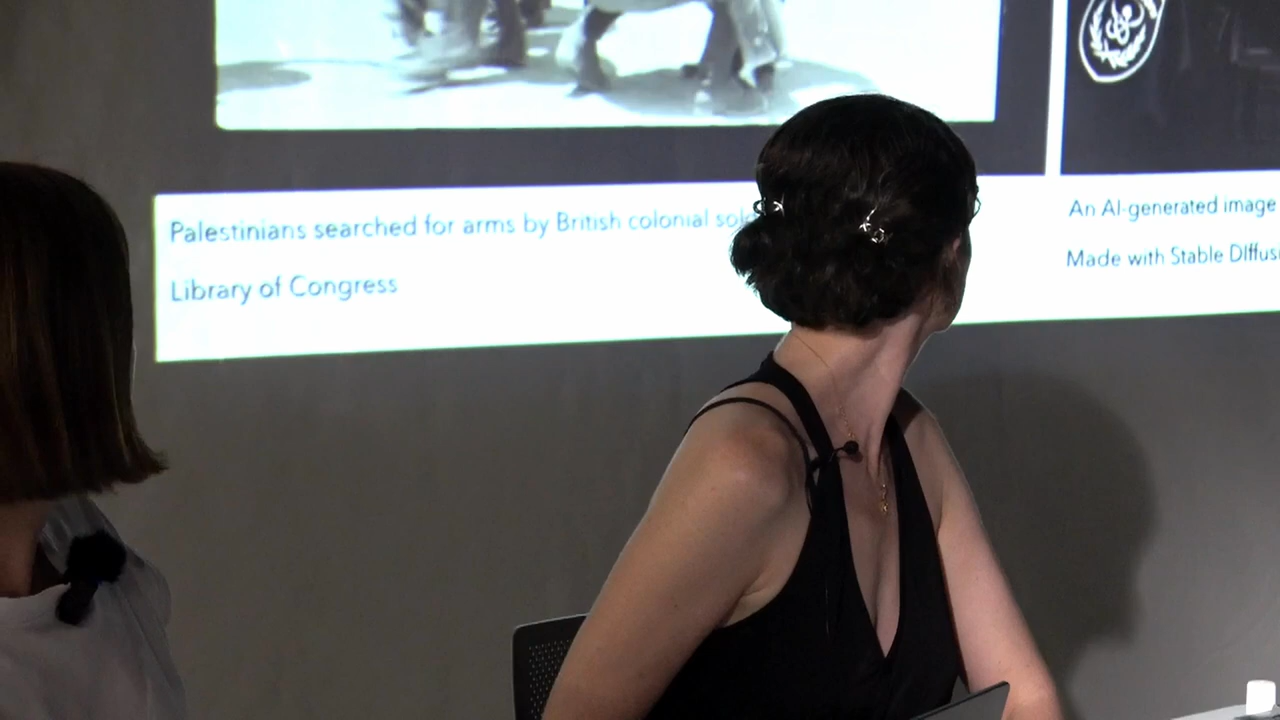 Palestinians searched for arms by British colonial
Library of Congress
An AI-generated image
Made with Stable